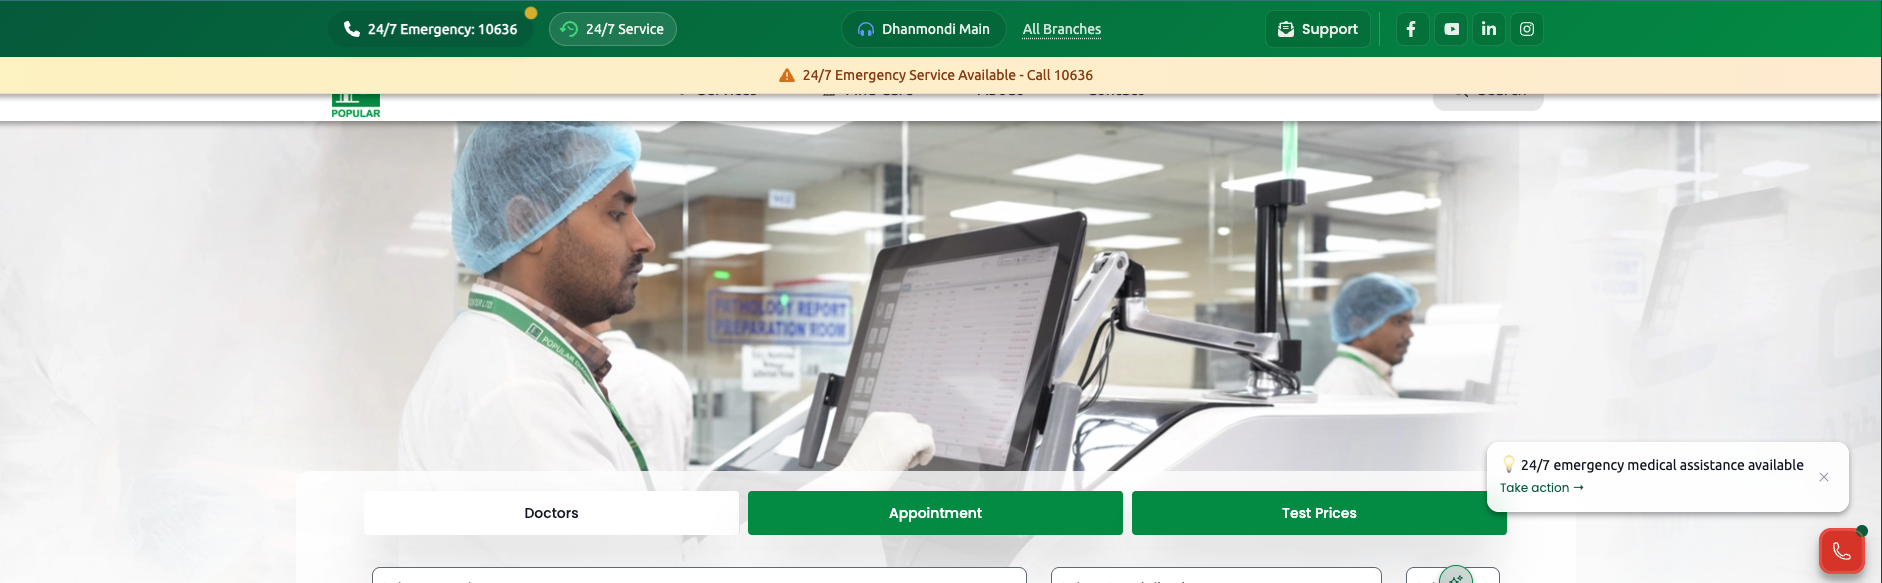 24/7 Emergency: 10636
24/7 Service
Dhanmondi Main
All Branches
Support
24/7 Emergency Service Available - Call 10636
POPULAR
PATHOLOGY REPORT
PREPARATION ROOM
POPULAR
24/7 emergency medical assistance available
Take action →
Doctors
Appointment
Test Prices